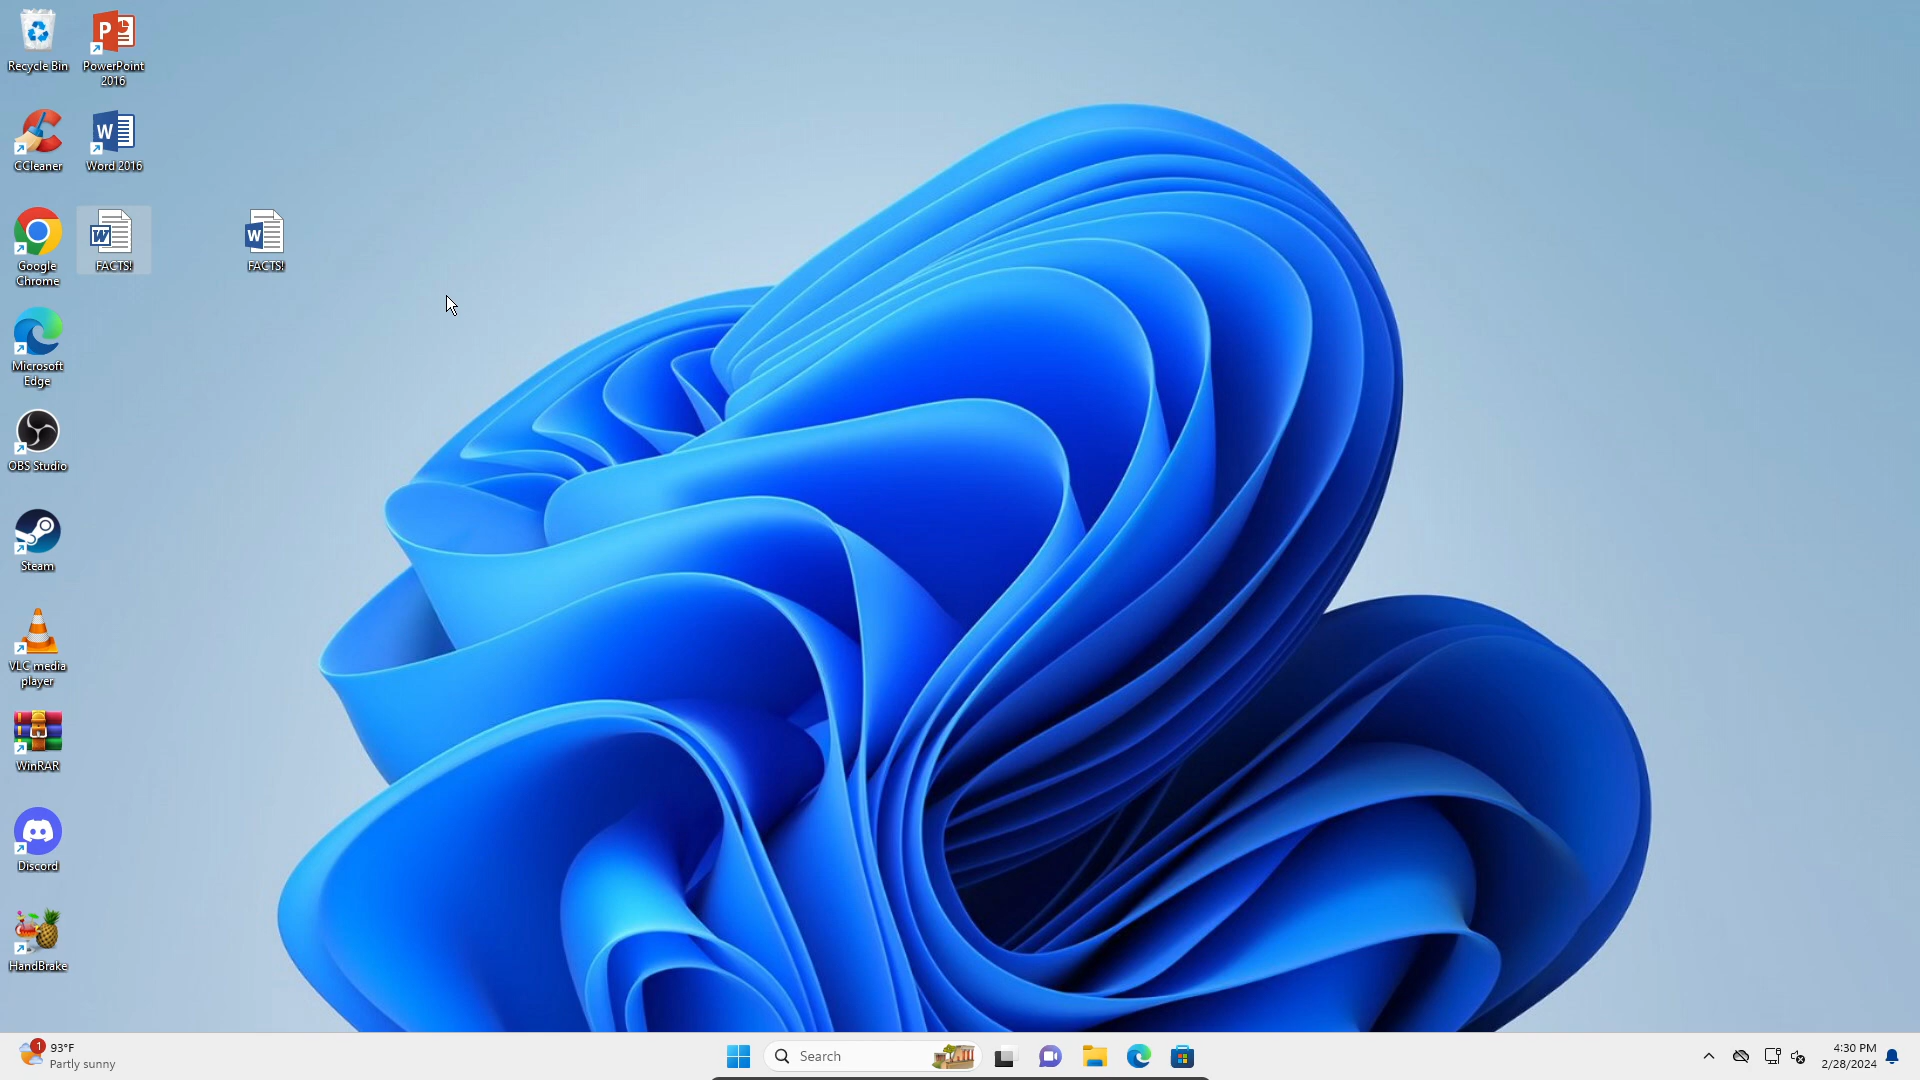 Recycle Bin
PowerPoint
2016
CCleaner
Word 2016
Google
Chrome
FACTS!
FACTS!
Microsoft
Edge
OBS Studio
Steam
VLC media
player
WinRAR
Discord
HandBrake
1
93°F
Partly sunny
Search
4:30 PM
2/28/2024